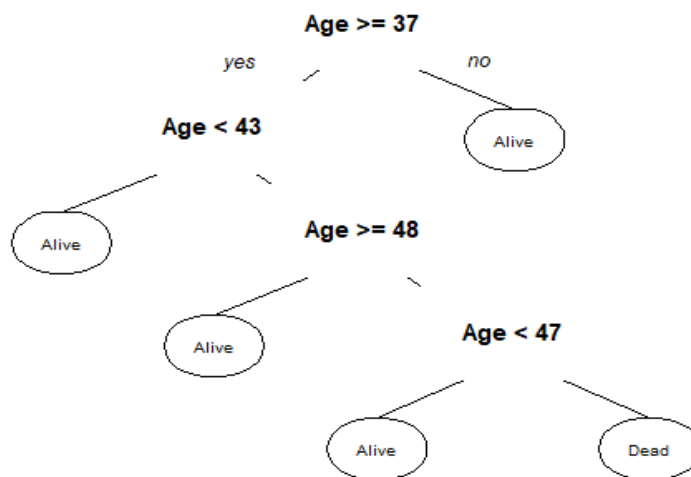 Age >= 37
yes
no
Age < 43
Alive
Alive
Age >= 48
Alive
Age < 47
Alive
Dead